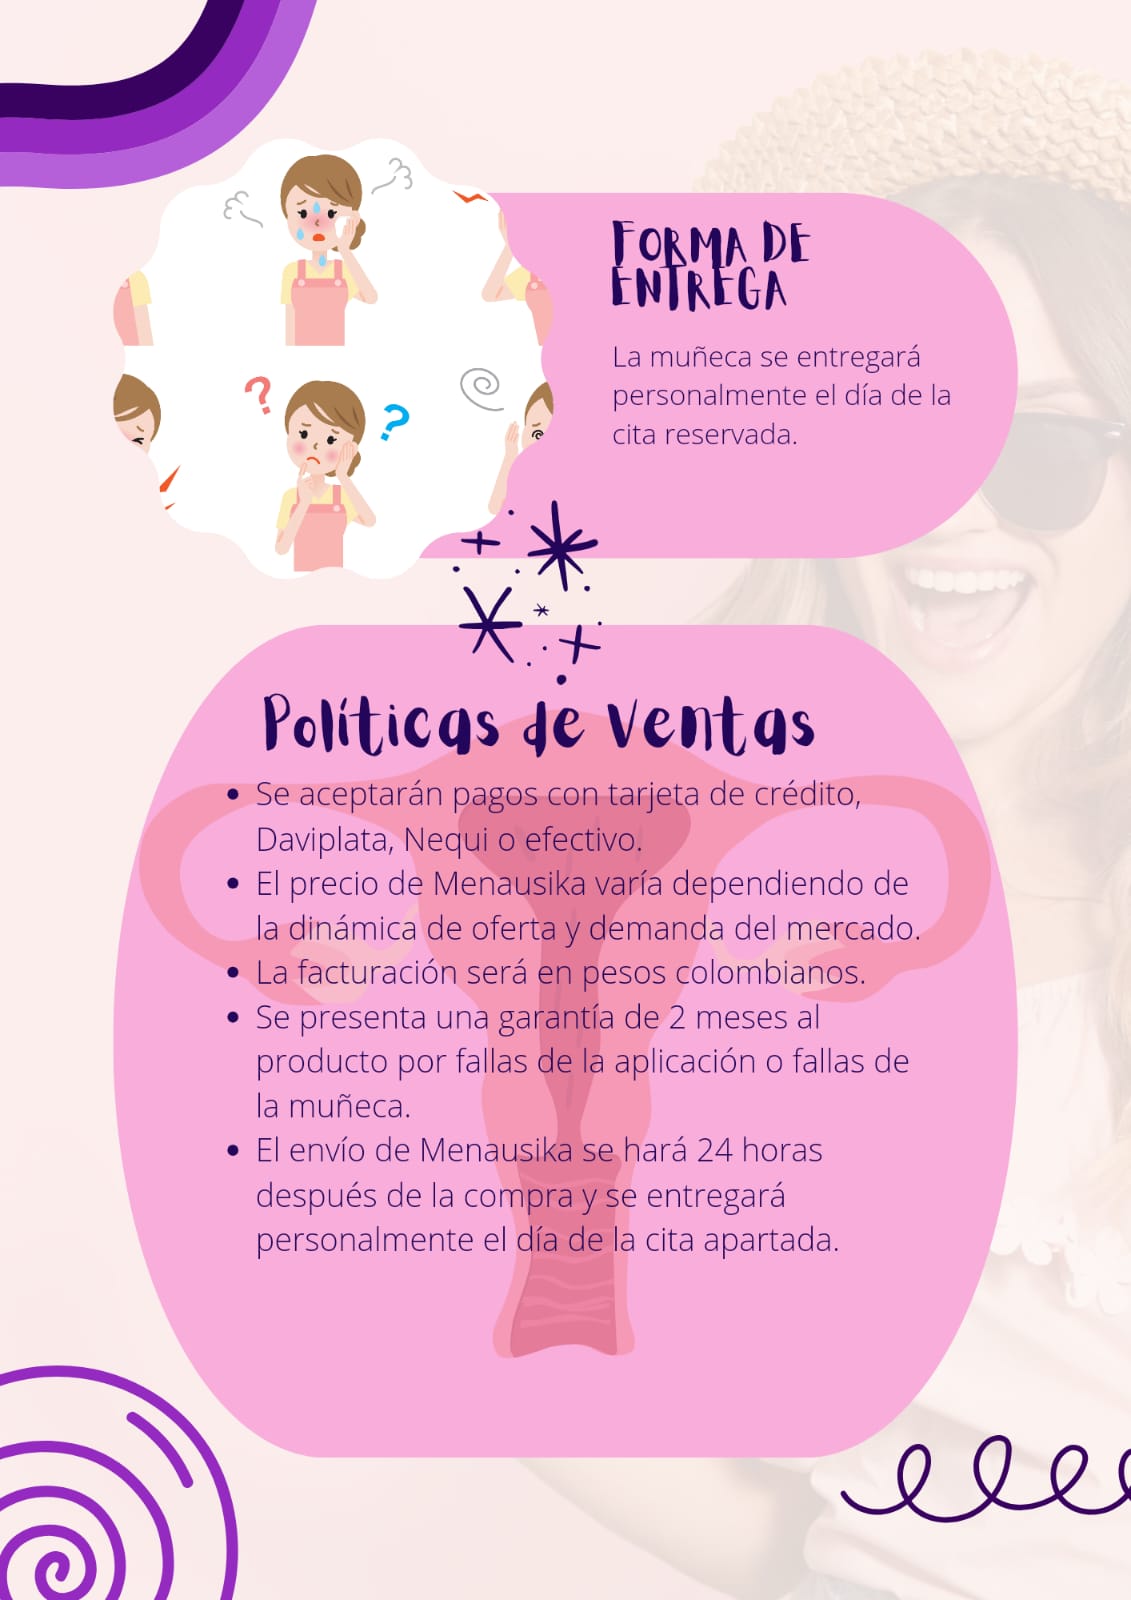 FORMA DE
ENTREGA
La muñeca se entregará
personalmente el día de la
cita reservada.
?
?
Políticas de ventas
• Se aceptarán pagos con tarjeta de crédito,
Daviplata, Nequi o efectivo.
• El precio de Menausika varía dependiendo de
la dinámica de oferta y demanda del mercado.
• La facturación será en pesos colombianos.
• Se presenta una garantía de 2 meses al
producto por fallas de la aplicación o fallas de
la muñeca.
• El envío de Menausika se hará 24 horas
después de la compra y se entregará
personalmente el día de la cita apartada.